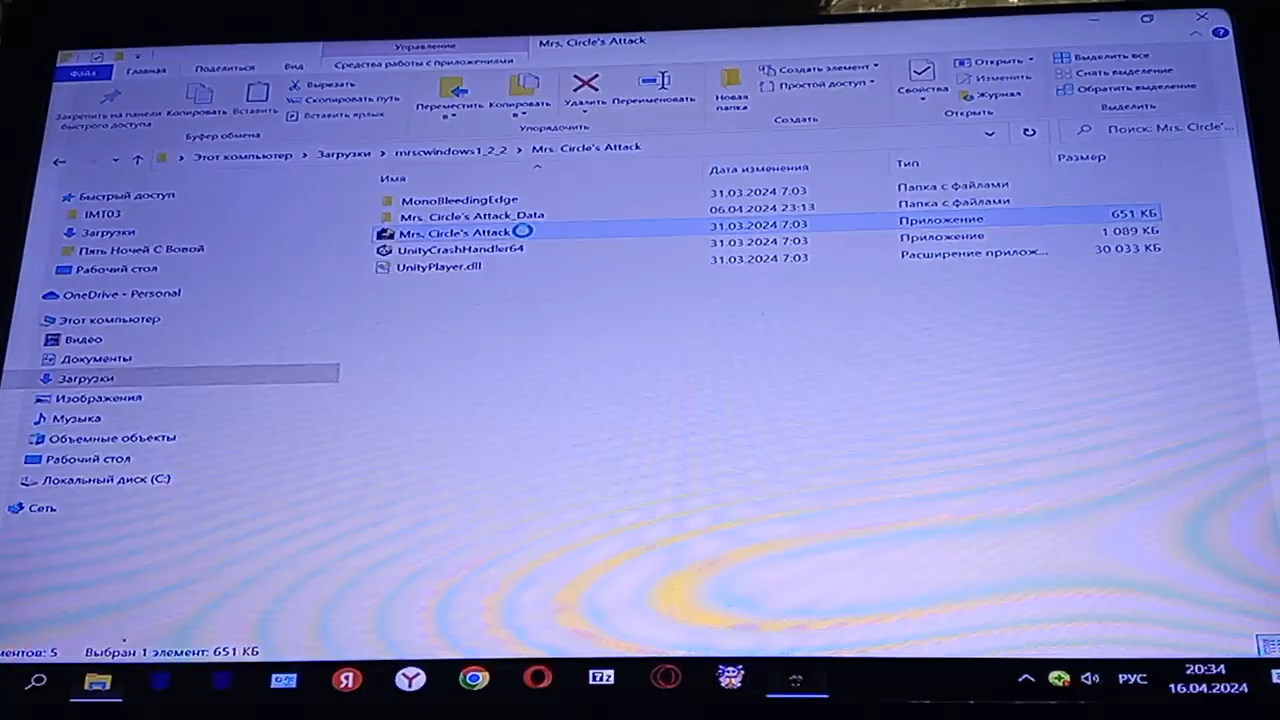 Управление
Mrs. Circle's Attack
Файл
Главная
Поделиться
Вид
Средства работы с приложениями
Закрепить на панели быстрого доступа
Копировать
Вставить
Вырезать
Скопировать путь
Вставить ярлык
Буфер обмена
Переместить в
Копировать в
Удалить
Переименовать
Упорядочить
Новая папка
Создать элемент
Простой доступ
Создать
Свойства
Открыть
Изменить
Журнал
Открыть
Выделить все
Снять выделение
Обратить выделение
Выделить
Этот компьютер > Загрузки > mrscwindows1_2_2 > Mrs. Circle's Attack
Поиск: Mrs. Circle'...
Имя
Дата изменения
Тип
Размер
MonoBleedingEdge 31.03.2024 7:03 Папка с файлами
Mrs. Circle's Attack_Data 06.04.2024 23:13 Папка с файлами
Mrs. Circle's Attack 31.03.2024 7:03 Приложение 651 КБ
UnityCrashHandler64 31.03.2024 7:03 Приложение 1 089 КБ
UnityPlayer.dll 31.03.2024 7:03 Расширение прилож... 30 033 КБ
Быстрый доступ
IMT03
Загрузки
Пять Ночей С Вовой
Рабочий стол
OneDrive - Personal
Этот компьютер
Видео
Документы
Загрузки
Изображения
Музыка
Объемные объекты
Рабочий стол
Локальный диск (C:)
Сеть
ментов: 5
Выбран 1 элемент: 651 КБ
Я
Y
7z
РУС
20:34
16.04.2024